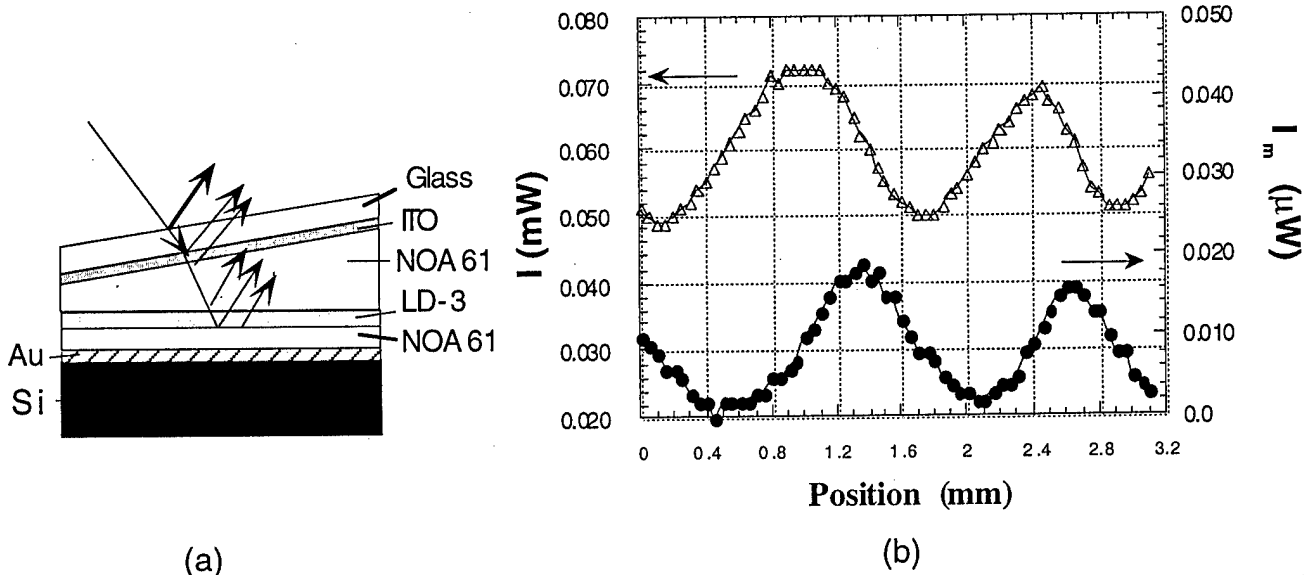 Glass
ITO
NOA 61
LD-3
NOA 61
Au
Si
(a)
I (mW)
0.080
0.070
0.060
0.050
0.040
0.030
0.020
0.050
0.040
0.030
0.020
0.010
0.0
I m (μW)
0 0.4 0.8 1.2 1.6 2 2.4 2.8 3.2
Position (mm)
(b)